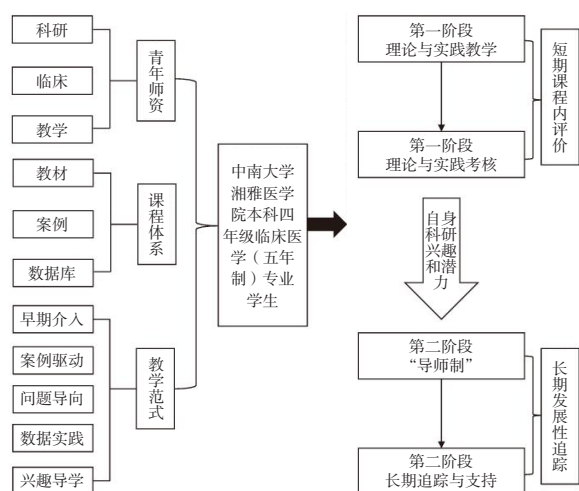 科研
临床
教学
青年师资
教材
案例
数据库
课程体系
早期介入
案例驱动
问题导向
数据实践
兴趣导学
教学范式
中南大学
湘雅医学
院本科四
年级临床医
学（五年
制）专业
学生
第一阶段
理论与实践教学
第一阶段
理论与实践考核
短期课程内评价
自身
科研
兴趣
和潜
力
第二阶段
“导师制”
第二阶段
长期追踪与支持
长期发展性追踪